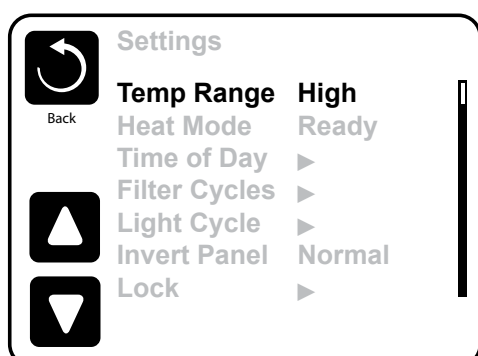 Settings
Back
Temp Range High
Heat Mode Ready
Time of Day ▶
Filter Cycles ▶
Light Cycle ▶
Invert Panel Normal
Lock ▶